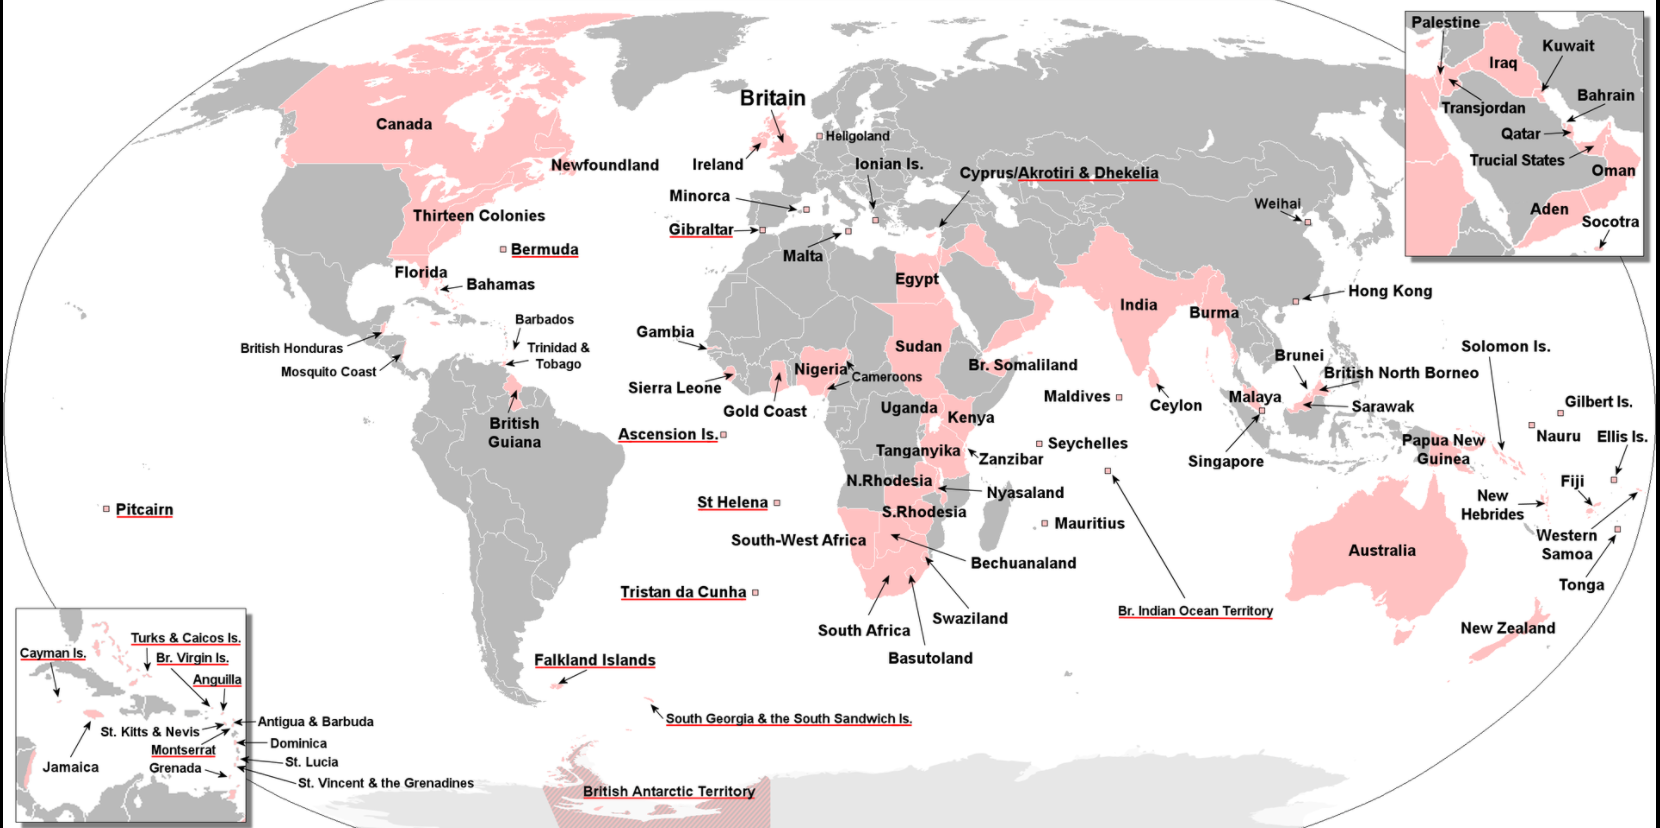 Palestine
Kuwait
Iraq
Bahrain
Transjordan
Qatar
Trucial States
Oman
Aden
Socotra
Britain
Canada
Heligoland
Ireland
Ionian Is.
Newfoundland
Cyprus/Akrotiri & Dhekelia
Minorca
Weihai
Thirteen Colonies
Gibraltar
Bermuda
Malta
Florida
Egypt
Bahamas
Hong Kong
India
Burma
Barbados
Gambia
British Honduras
Trinidad &
Tobago
Sudan
Solomon Is.
Mosquito Coast
Nigeria
Cameroons
Br. Somaliland
Brunei
British North Borneo
Sierra Leone
Maldives
Malaya
Gold Coast
Uganda
Kenya
Ceylon
Sarawak
Gilbert Is.
British
Guiana
Ascension Is.
Nauru
Ellis Is.
Seychelles
Papua New
Guinea
Tanganyika
Zanzibar
Singapore
N.Rhodesia
Nyasaland
Fiji
New
Hebrides
St Helena
Pitcairn
S.Rhodesia
Mauritius
South-West Africa
Western
Samoa
Australia
Bechuanaland
Tonga
Tristan da Cunha
Swaziland
Br. Indian Ocean Territory
South Africa
New Zealand
Basutoland
Falkland Islands
South Georgia & the South Sandwich Is.
British Antarctic Territory
Turks & Caicos Is.
Cayman Is.
Br. Virgin Is.
Anguilla
Antigua & Barbuda
St. Kitts & Nevis
Montserrat
Dominica
Jamaica
Grenada
St. Lucia
St. Vincent & the Grenadines